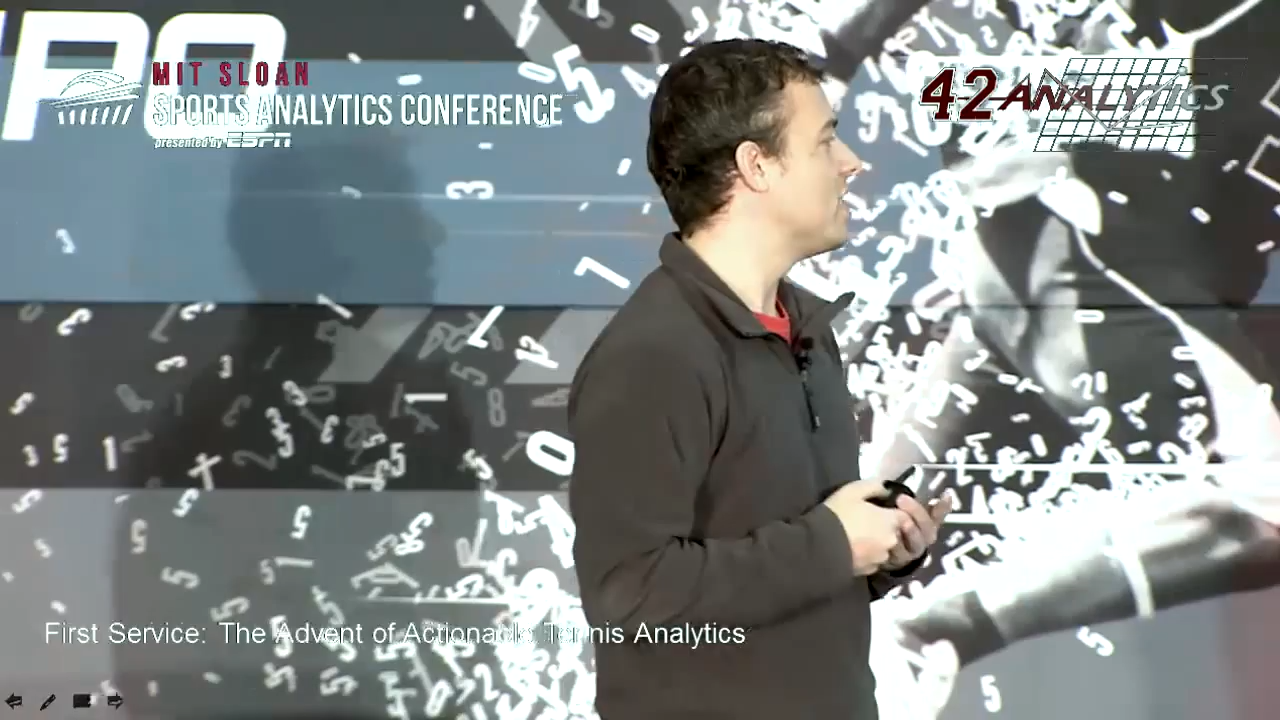 MIT SLOAN
SPORTS ANALYTICS CONFERENCE
presented by ESPN
42 ANALYTICS
First Service: The Advent of Actionable Tennis Analytics